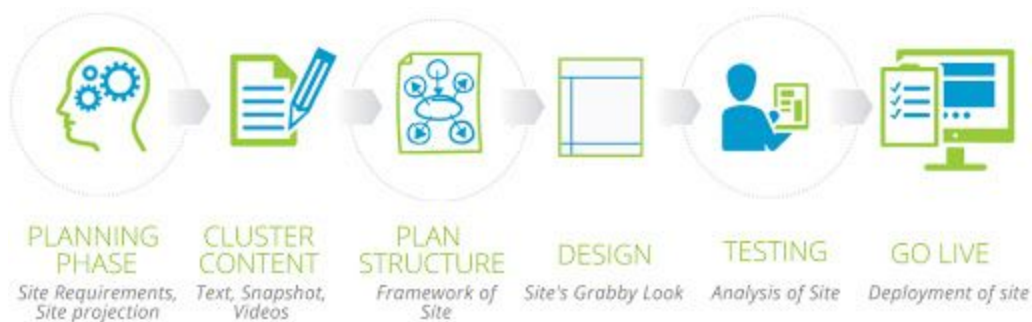 PLANNING
PHASE
Site Requirements,
Site projection
CLUSTER
CONTENT
Text, Snapshot,
Videos
PLAN
STRUCTURE
Framework of
Site
DESIGN
Site's Grabby Look
TESTING
Analysis of Site
GO LIVE
Deployment of site